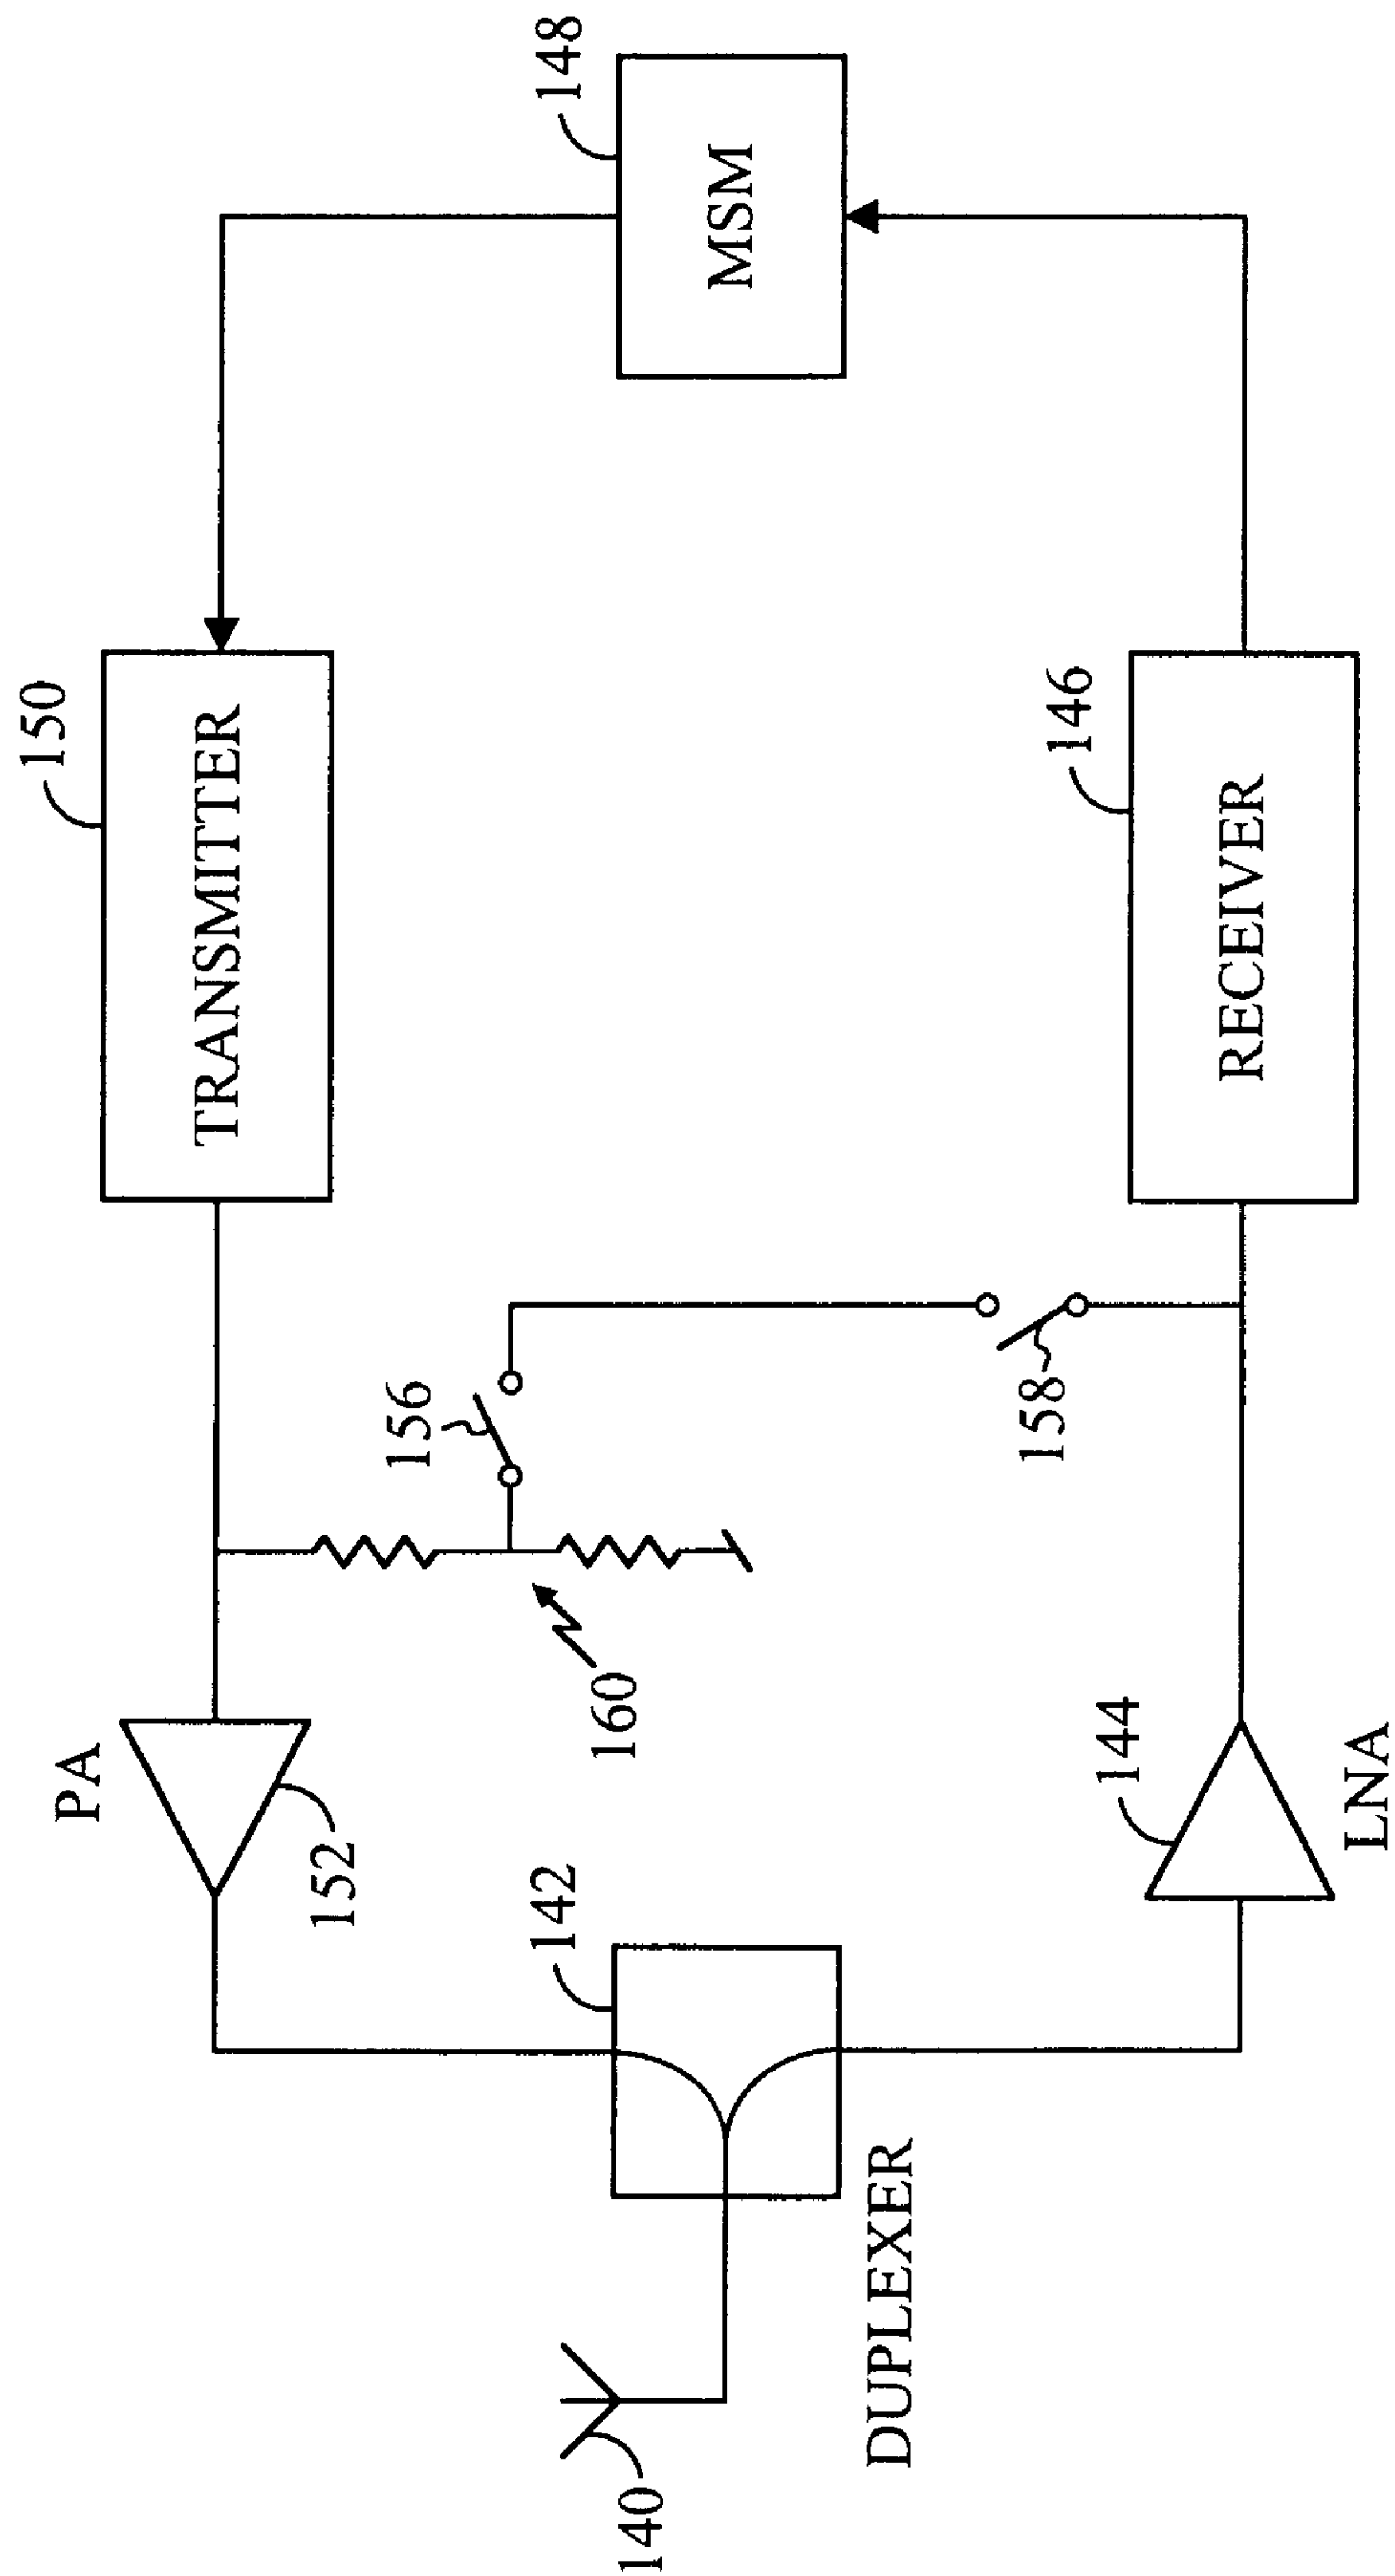 PA
152
150
TRANSMITTER
140
142
DUPLEXER
160
156
158
148
MSM
144
LNA
146
RECEIVER